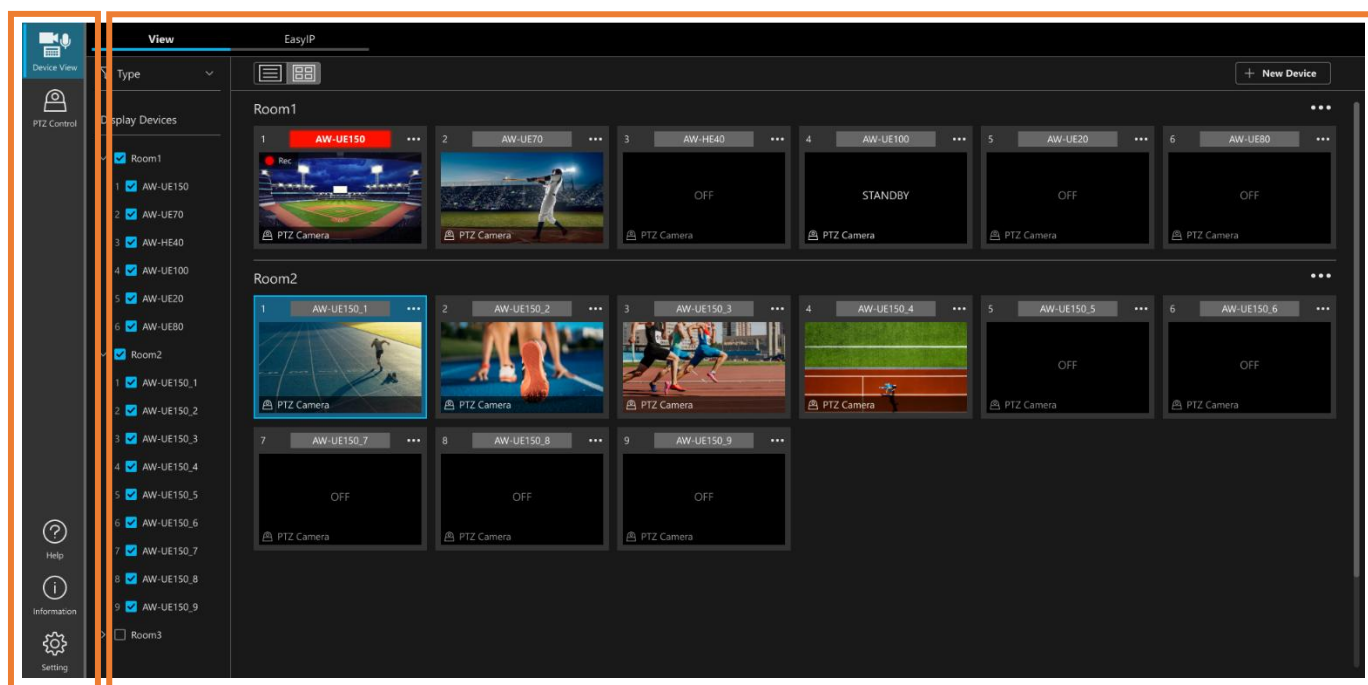 Device View
PTZ Control
Help
Information
Setting
View
EasyIP
Type
Display Devices
Room1
1 AW-UE150
2 AW-UE70
3 AW-HE40
4 AW-UE100
5 AW-UE20
6 AW-UE80
Room2
1 AW-UE150_1
2 AW-UE150_2
3 AW-UE150_3
4 AW-UE150_4
5 AW-UE150_5
6 AW-UE150_6
7 AW-UE150_7
8 AW-UE150_8
9 AW-UE150_9
Room3
+ New Device
Room1
1 AW-UE150 ...
Rec
PTZ Camera
2 AW-UE70 ...
PTZ Camera
3 AW-HE40 ...
OFF
PTZ Camera
4 AW-UE100 ...
STANDBY
PTZ Camera
5 AW-UE20 ...
OFF
PTZ Camera
6 AW-UE80 ...
OFF
PTZ Camera
Room2
1 AW-UE150_1 ...
PTZ Camera
2 AW-UE150_2 ...
PTZ Camera
3 AW-UE150_3 ...
PTZ Camera
4 AW-UE150_4 ...
PTZ Camera
5 AW-UE150_5 ...
OFF
PTZ Camera
6 AW-UE150_6 ...
OFF
PTZ Camera
7 AW-UE150_7 ...
OFF
PTZ Camera
8 AW-UE150_8 ...
OFF
PTZ Camera
9 AW-UE150_9 ...
OFF
PTZ Camera